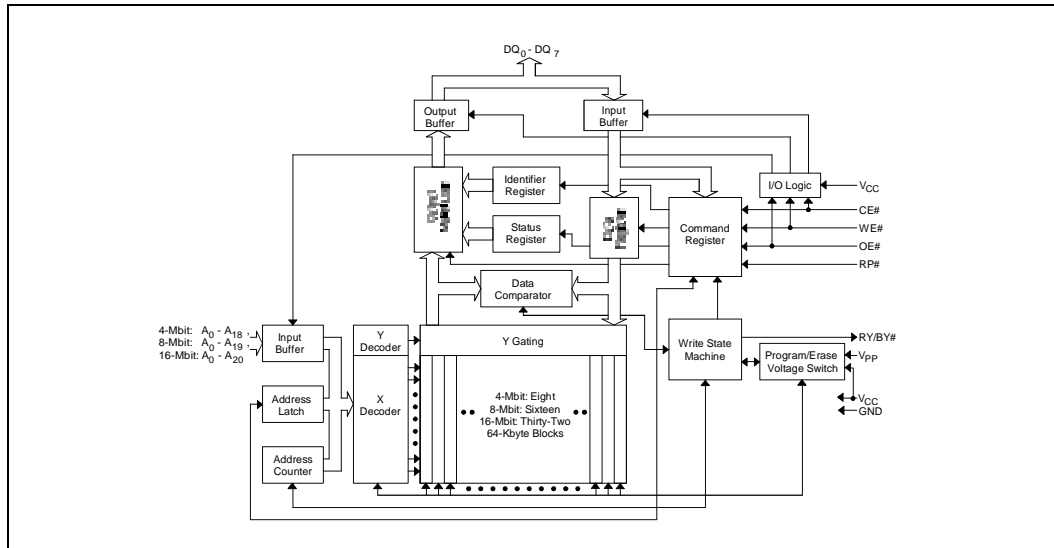 DQ0 - DQ 7
Output
Buffer
Input
Buffer
Identifier
Register
Status
Register
I/O Logic
VCC
CE#
WE#
OE#
RP#
Command
Register
Data
Comparator
4-Mbit: A0 - A18 ,
8-Mbit: A0 - A19 ,
16-Mbit: A0 - A20
Input
Buffer
Y
Decoder
Y Gating
Write State
Machine
RY/BY#
Program/Erase
Voltage Switch
VPP
VCC
GND
Address
Latch
X
Decoder
4-Mbit: Eight
8-Mbit: Sixteen
16-Mbit: Thirty-Two
64-Kbyte Blocks
Address
Counter